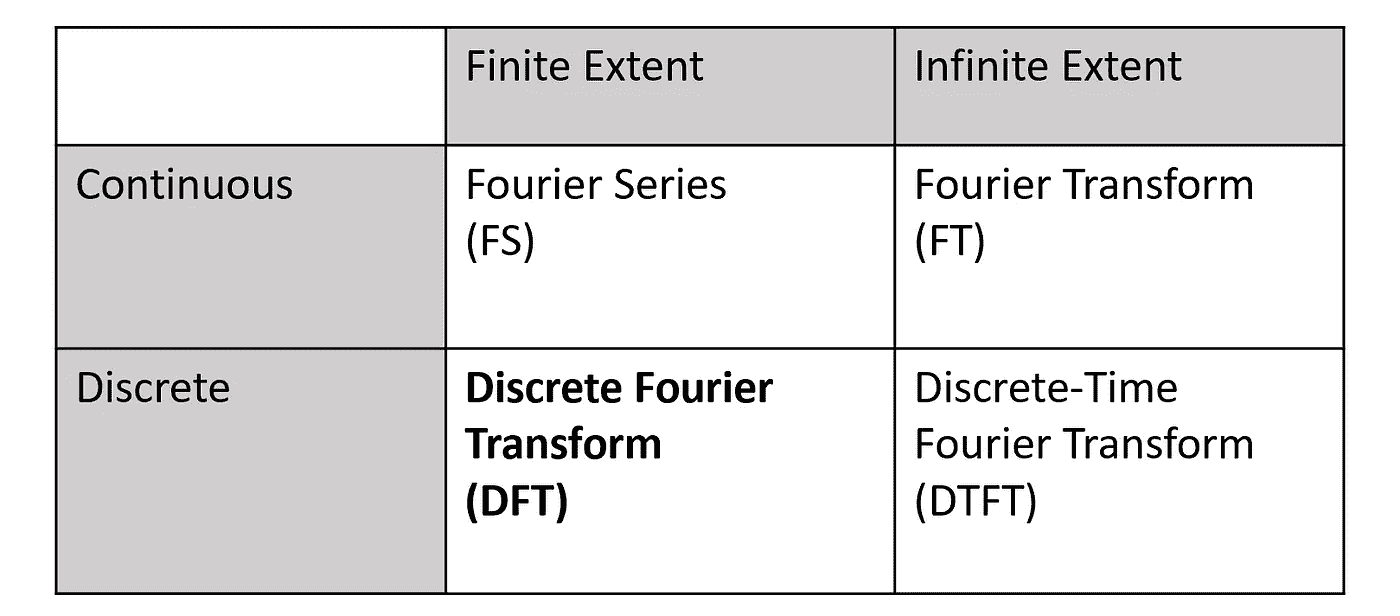 Finite Extent
Infinite Extent
Continuous
Fourier Series
(FS)
Fourier Transform
(FT)
Discrete
Discrete Fourier
Transform
(DFT)
Discrete-Time
Fourier Transform
(DTFT)